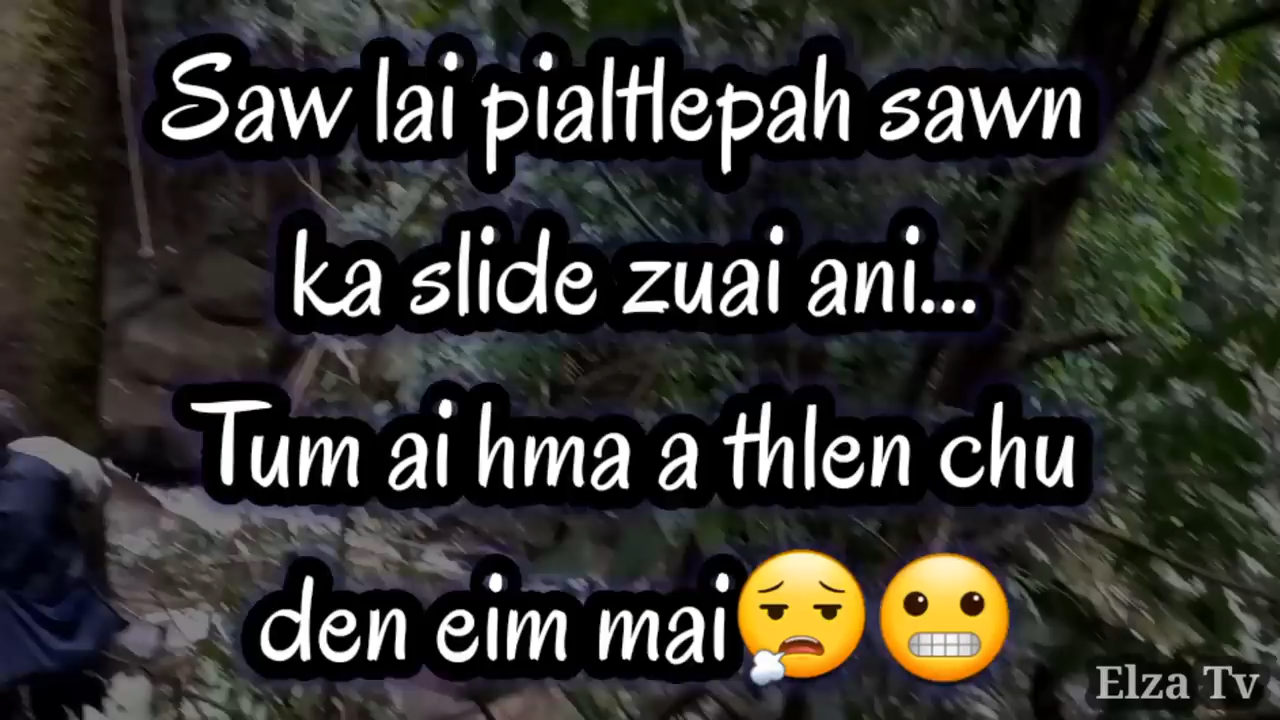 Saw lai pialtlepah sawn
ka slide zuai ani...
Tum ai hma a thlen chu
den eim mai😮‍💨😬
Elza Tv